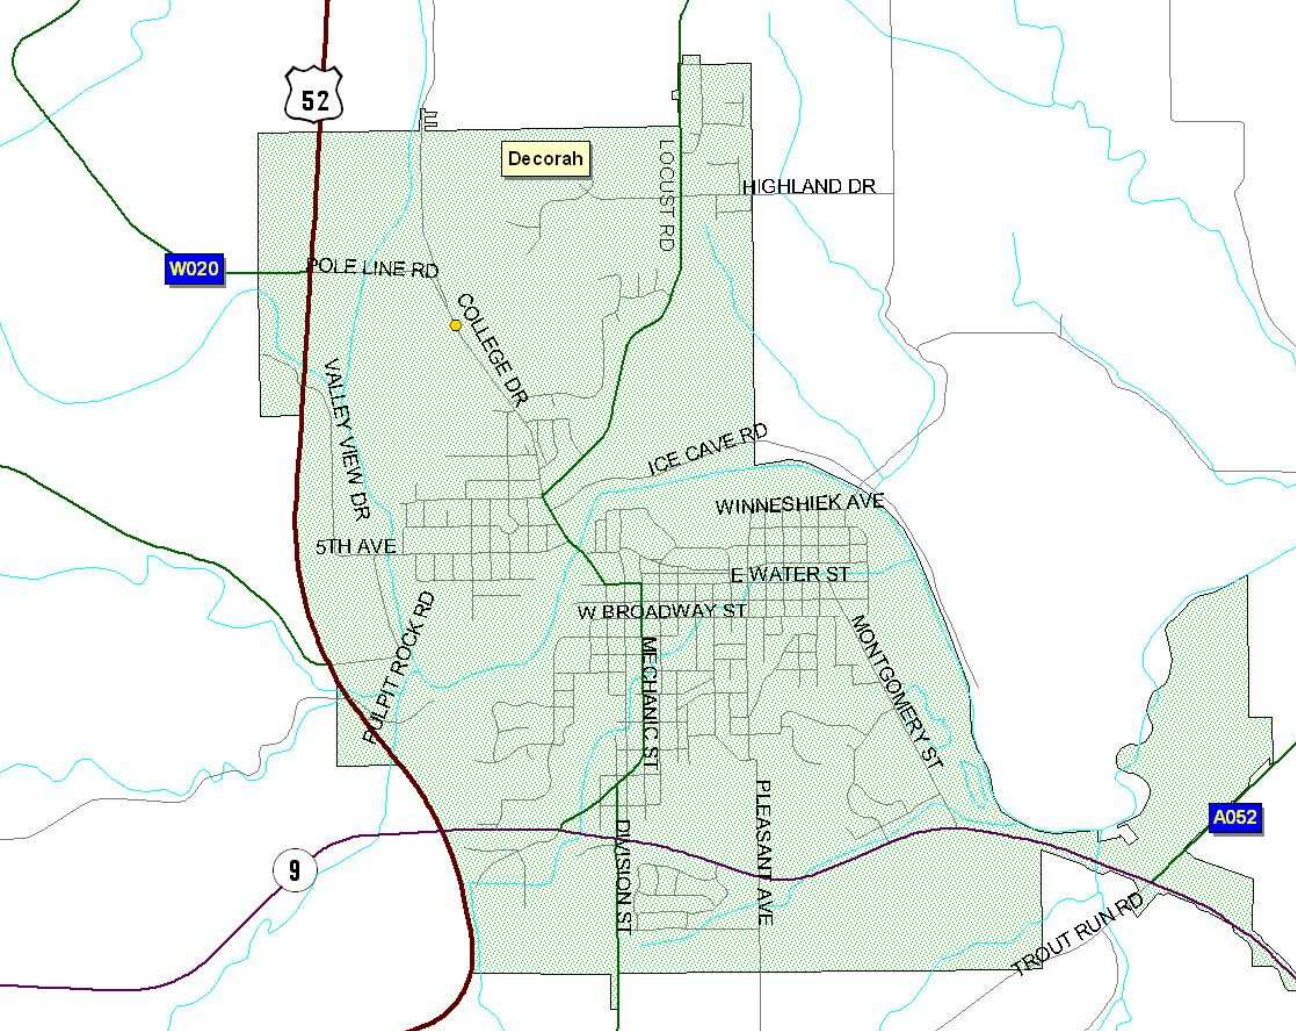 52
Decorah
LOCUST RD
HIGHLAND DR
W020
POLE LINE RD
COLLEGE DR
VALLEY VIEW DR
ICE CAVE RD
WINNESHIEK AVE
5TH AVE
E WATER ST
W BROADWAY ST
PULPIT ROCK RD
MECHANIC ST
MONTGOMERY ST
PLEASANT AVE
A052
DIVISION ST
9
TROUT RUN RD